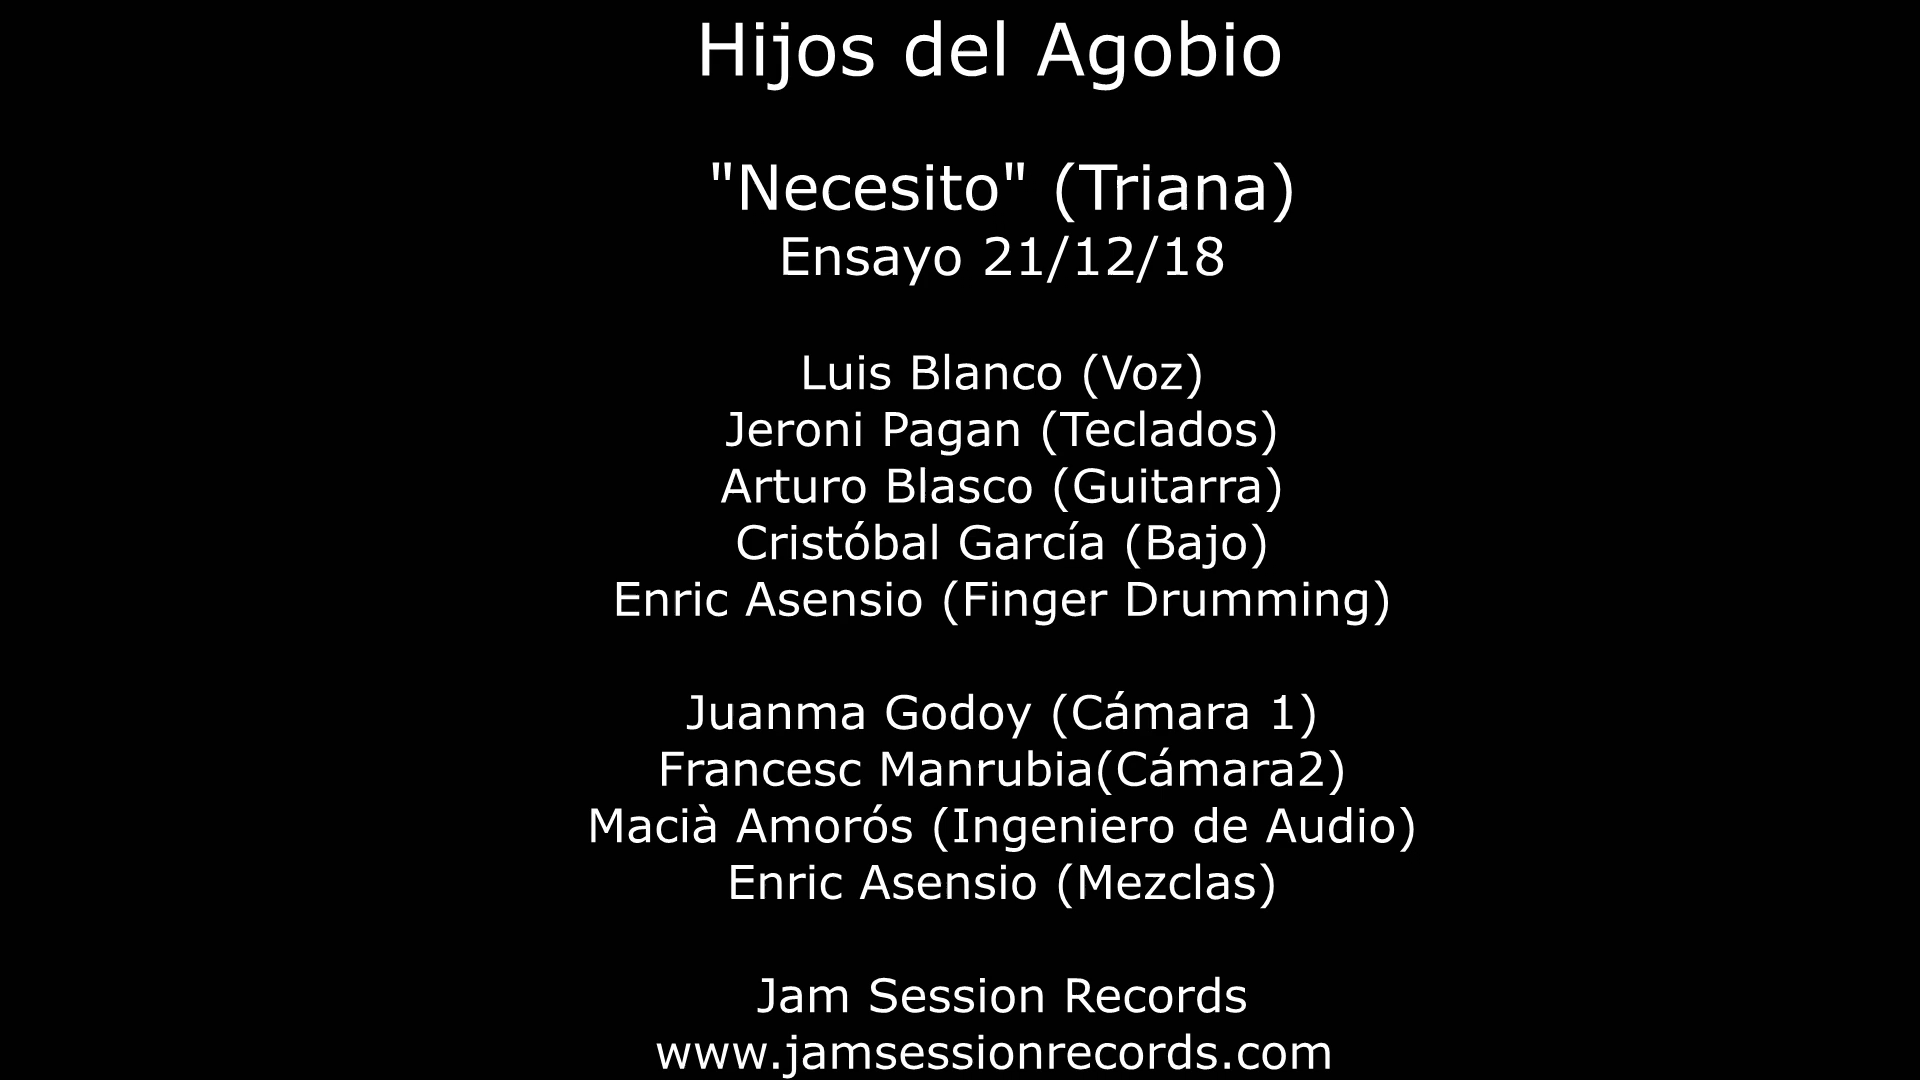 Hijos del Agobio
"Necesito" (Triana)
Ensayo 21/12/18
Luis Blanco (Voz)
Jeroni Pagan (Teclados)
Arturo Blasco (Guitarra)
Cristóbal García (Bajo)
Enric Asensio (Finger Drumming)
Juanma Godoy (Cámara 1)
Francesc Manrubia(Cámara2)
Macià Amorós (Ingeniero de Audio)
Enric Asensio (Mezclas)
Jam Session Records
www.jamsessionrecords.com